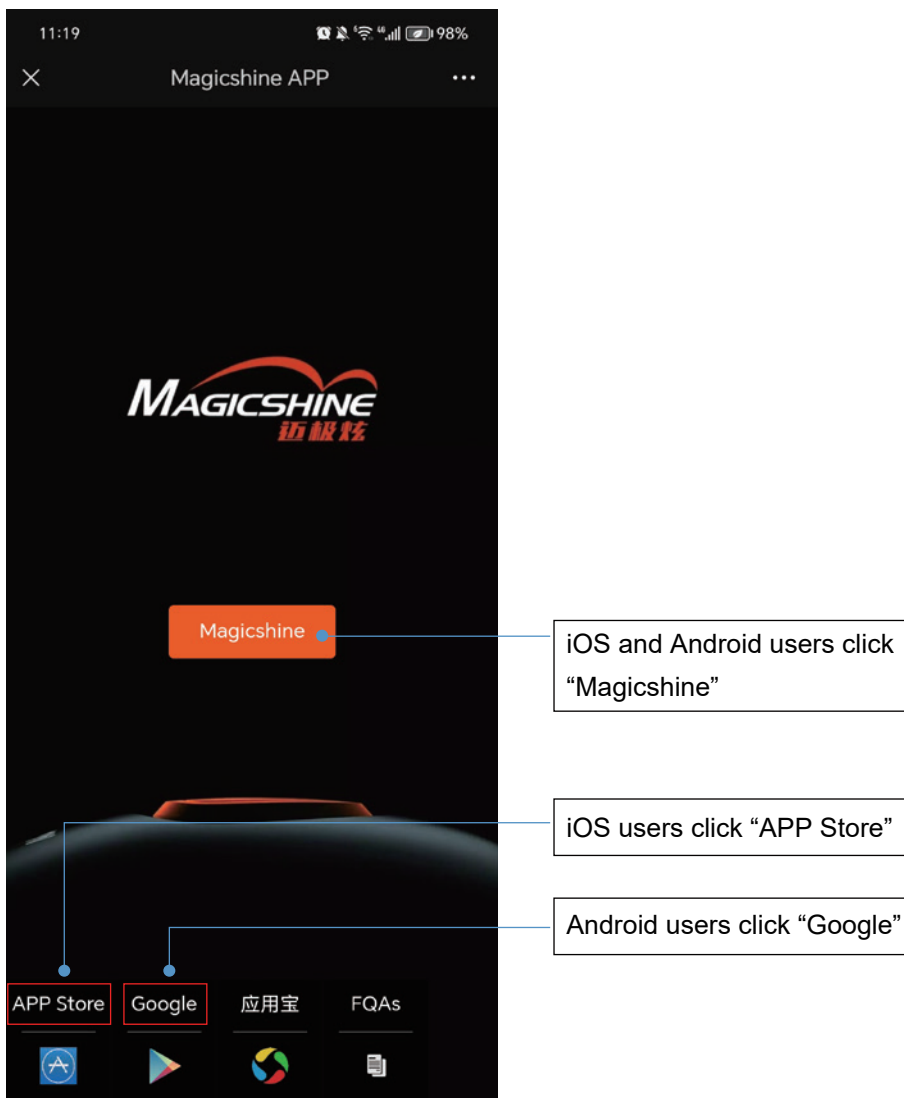 11:19
98%
Magicshine APP
MAGICSHINE
迈极炫
Magicshine
iOS and Android users click
“Magicshine”
iOS users click “APP Store”
Android users click “Google”
APP Store
Google
应用宝
FQAs